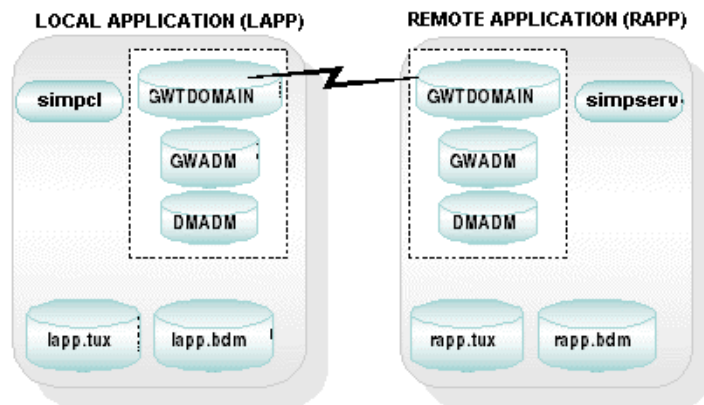 LOCAL APPLICATION (LAPP)
REMOTE APPLICATION (RAPP)
simpcl
GWTDOMAIN
GWADM
DMADM
lapp.tux
lapp.bdm
GWTDOMAIN
simpserv
GWADM
DMADM
rapp.tux
rapp.bdm